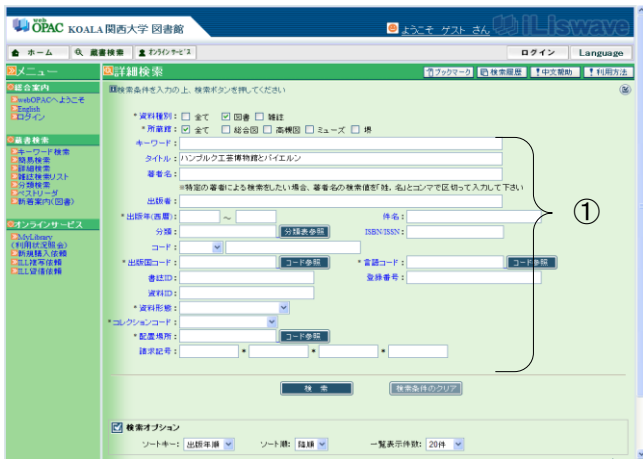 web OPAC KOALA 関西大学 図書館
ようこそ ゲスト さん iLiswave
ホーム 蔵書検索 オンラインサービス ログイン Language
メニュー
総合案内
webOPACへようこそ
English
ログイン
蔵書検索
キーワード検索
簡易検索
詳細検索
雑誌検索リスト
分類検索
ベストリーダ
新着案内(図書)
オンラインサービス
MyLibrary
(利用状況照会)
新規購入依頼
ILL複写依頼
ILL貸借依頼
詳細検索 ブックマーク 検索履歴 !中文幇助 !利用方法
検索条件を入力の上、検索ボタンを押してください
*資料種別: 全て 図書 雑誌
*所蔵館: 全て 総合図 高槻図 ミューズ 堺
キーワード:
タイトル: ハンブルク工芸博物館とバイエルン
著者名:
※特定の著者による検索をしたい場合、著者名の検索値を「姓, 名」とコンマで区切って入力して下さい
出版者:
*出版年(西暦): ~ 件名:
分類: 分類表参照 ISBN/ISSN:
コード:
*出版国コード: コード参照 *言語コード: コード参照
書誌ID: 登録番号:
資料ID:
*資料形態:
*コレクションコード:
*配置場所: コード参照
請求記号: * * *
①
検 索 検索条件のクリア
検索オプション
ソートキー: 出版年順 ソート順: 降順 一覧表示件数: 20件